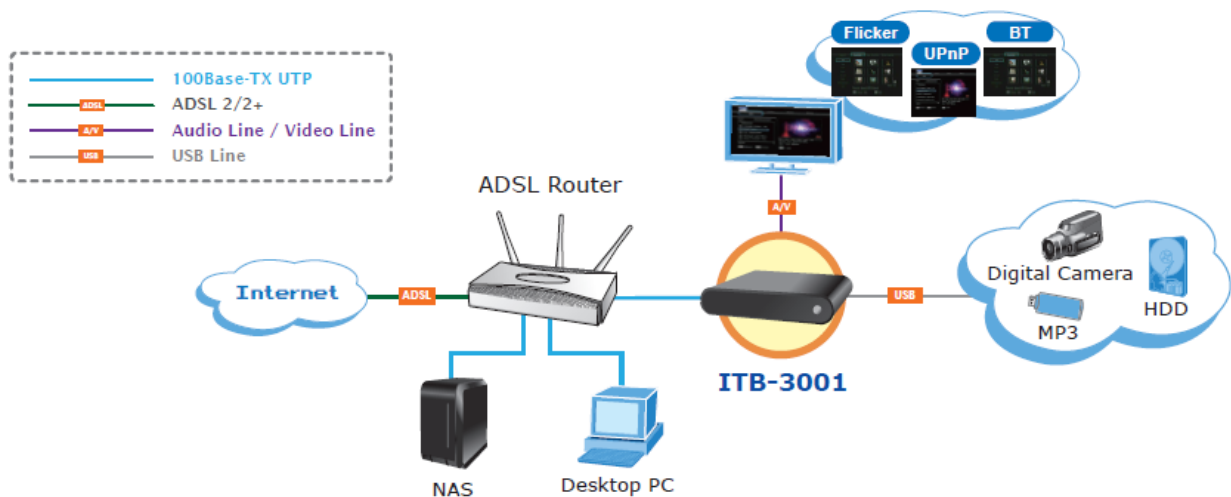 100Base-TX UTP
ADSL
ADSL 2/2+
A/V
Audio Line / Video Line
USB
USB Line
Flicker
UPnP
BT
A/V
ADSL Router
Internet
ADSL
USB
Digital Camera
HDD
MP3
ITB-3001
NAS
Desktop PC